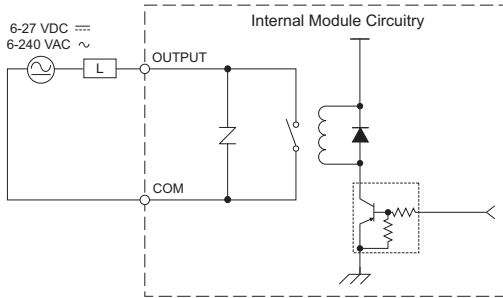 Internal Module Circuitry
6-27 VDC ⎓
6-240 VAC ∿
L
OUTPUT
COM